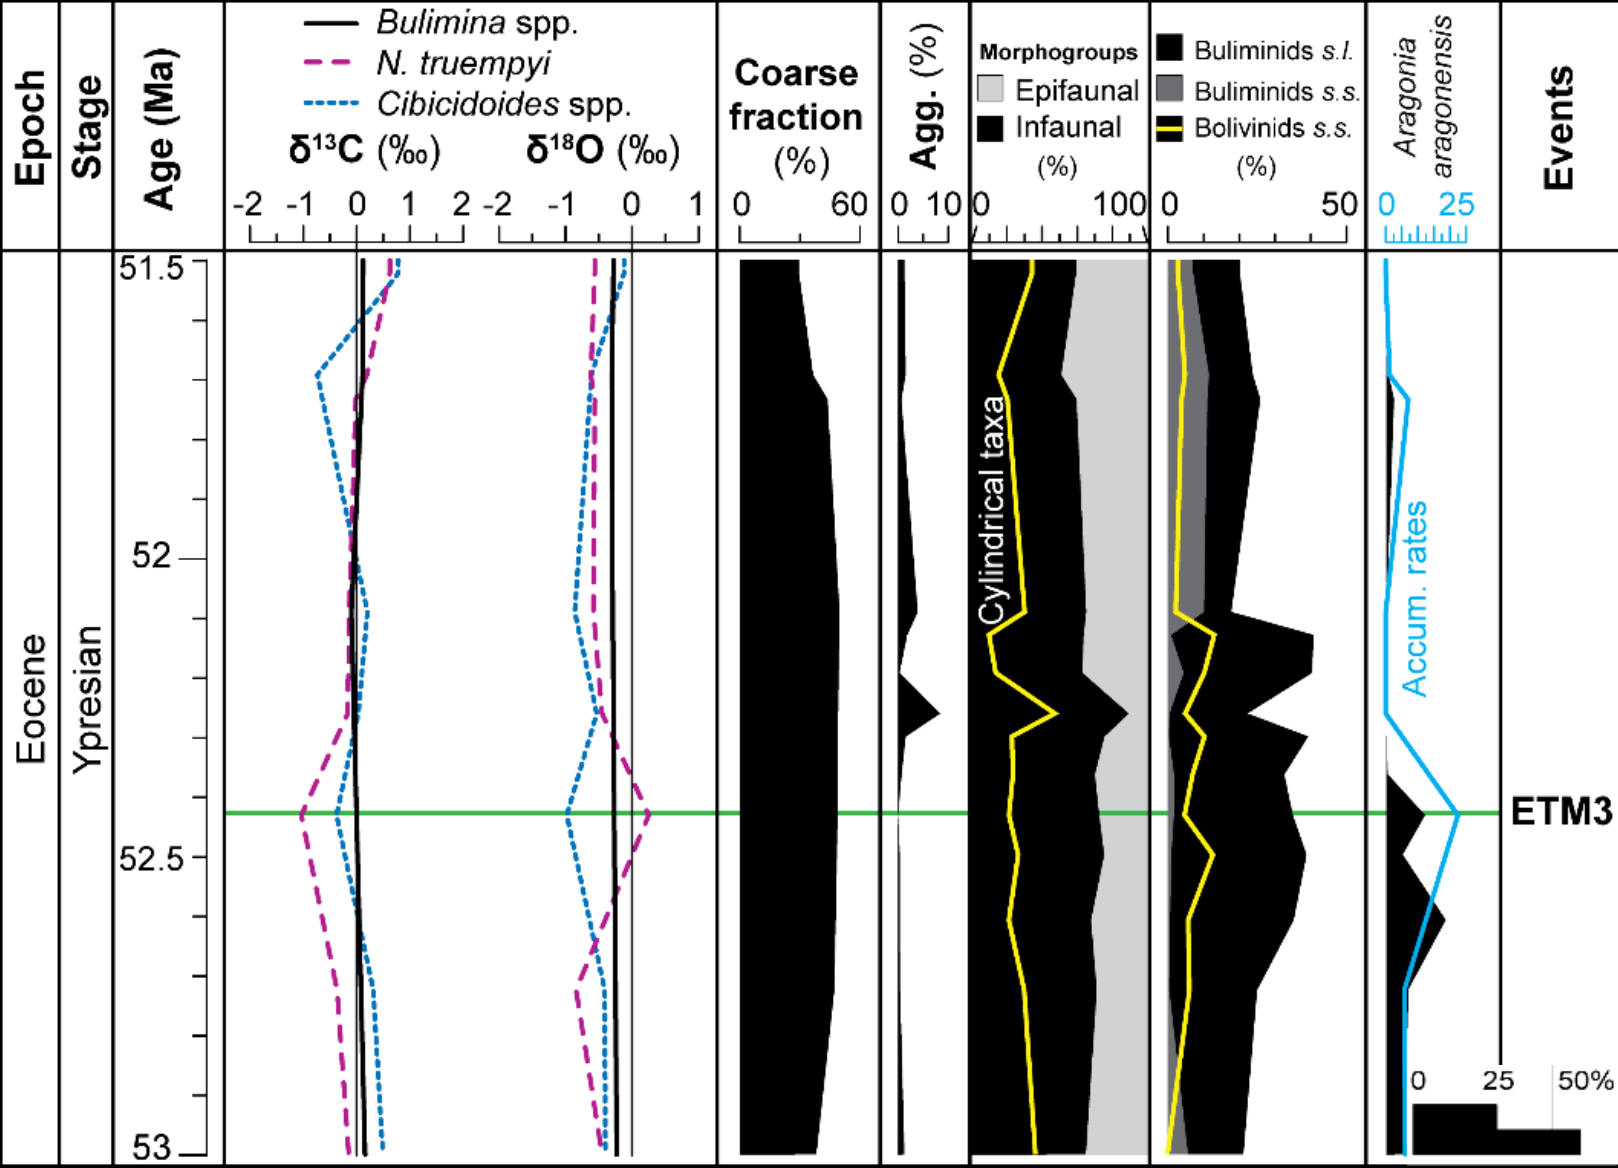 Epoch
Stage
Age (Ma)
Bulimina spp.
N. truempyi
Cibicidoides spp.
δ¹³C (‰)
δ¹⁸O (‰)
-2 -1 0 1 2
-2 -1 0 1
Coarse
fraction
(%)
0 60
Agg. (%)
0 10
Morphogroups
Epifaunal
Infaunal
(%)
0 100
Buliminids s.l.
Buliminids s.s.
Bolivinids s.s.
(%)
0 50
Aragonia
aragonensis
0 25
Events
Eocene
Ypresian
51.5
52
52.5
53
Cylindrical taxa
Accum. rates
ETM3
0 25 50%